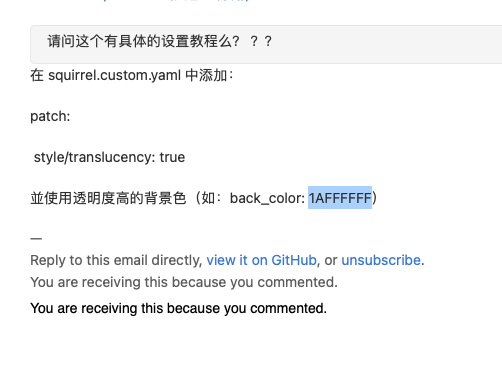 请问这个有具体的设置教程么？？？
在 squirrel.custom.yaml 中添加：
patch:
style/translucency: true
並使用透明度高的背景色（如：back_color: 1AFFFFFF）
—
Reply to this email directly, view it on GitHub, or unsubscribe.
You are receiving this because you commented.
You are receiving this because you commented.